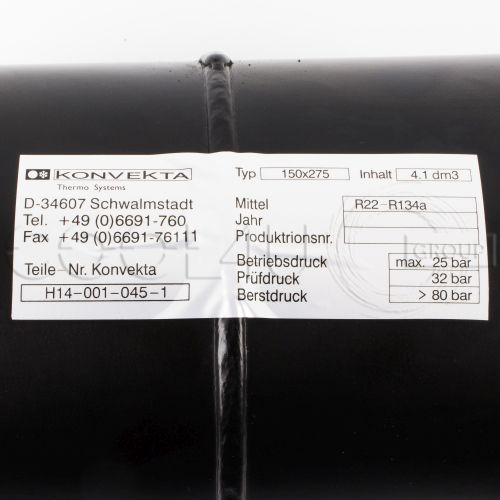 KONVEKTA
Thermo Systems
D-34607 Schwalmstadt
Tel. +49 (0)6691-760
Fax +49 (0)6691-76111
Teile - Nr. Konvekta
H14-001-045-1
Typ 150x275 Inhalt 4.1 dm3
Mittel R22-R134a
Jahr
Produktrionsnr.
Betriebsdruck max. 25 bar
Prüfdruck 32 bar
Berstdruck > 80 bar
GROUP